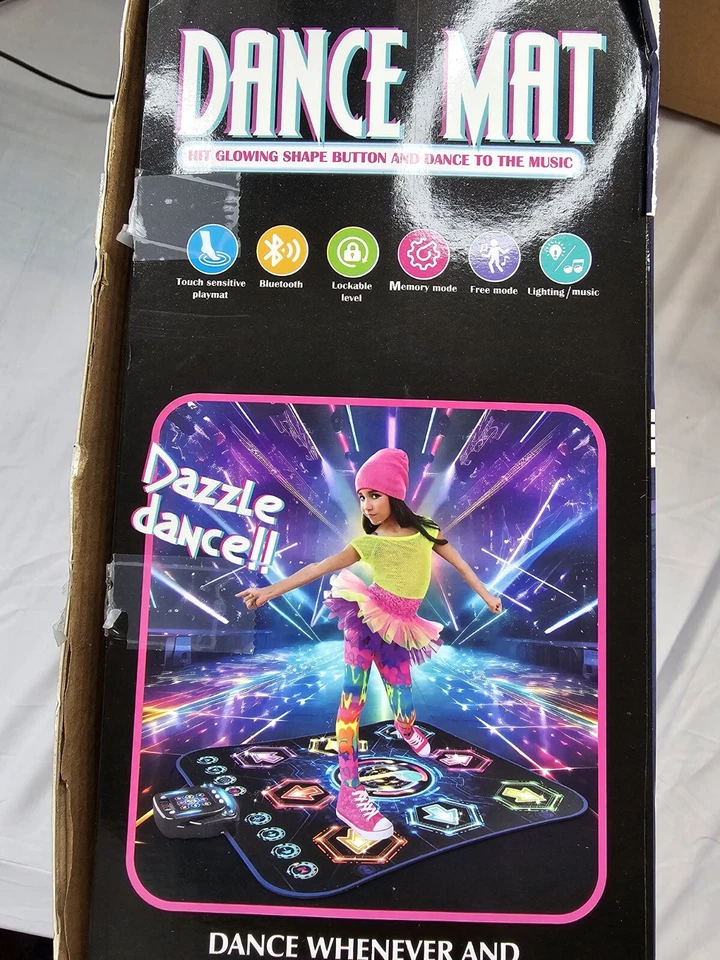 DANCE MAT
HIT GLOWING SHAPE BUTTON AND DANCE TO THE MUSIC
Touch sensitive
playmat
Bluetooth
Lockable
level
Memory mode
Free mode
Lighting/music
Dazzle
dance!!
DANCE WHENEVER AND